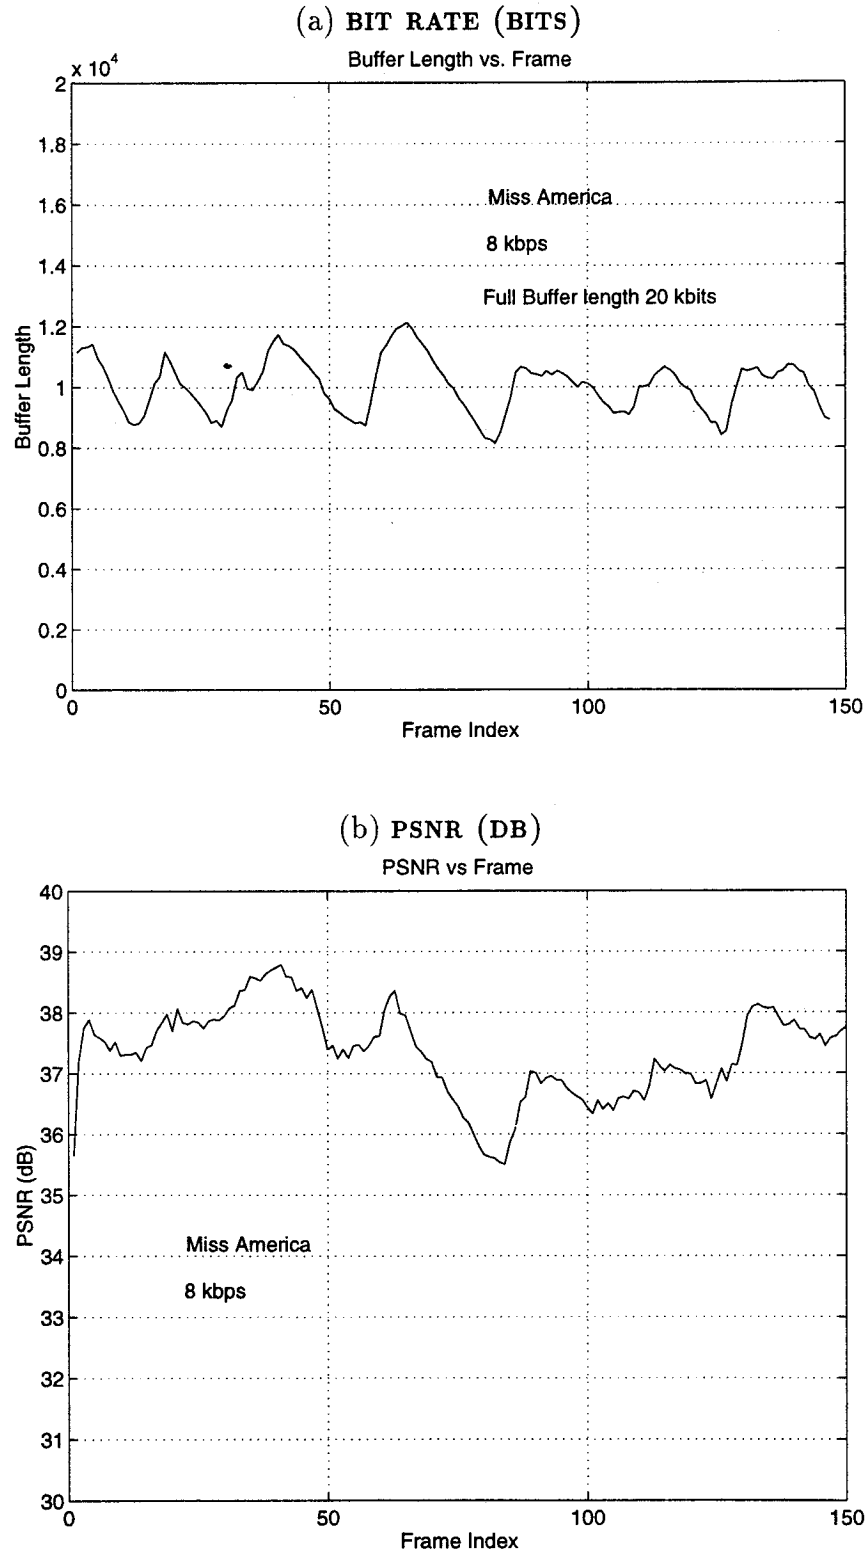 (a) BIT RATE (BITS)
Buffer Length vs. Frame
x 10^4
2
1.8
1.6
1.4
1.2
1
0.8
0.6
0.4
0.2
0
Buffer Length
Miss America
8 kbps
Full Buffer length 20 kbits
0 50 100 150
Frame Index
(b) PSNR (DB)
PSNR vs Frame
40
39
38
37
36
35
34
33
32
31
30
PSNR (dB)
Miss America
8 kbps
0 50 100 150
Frame Index